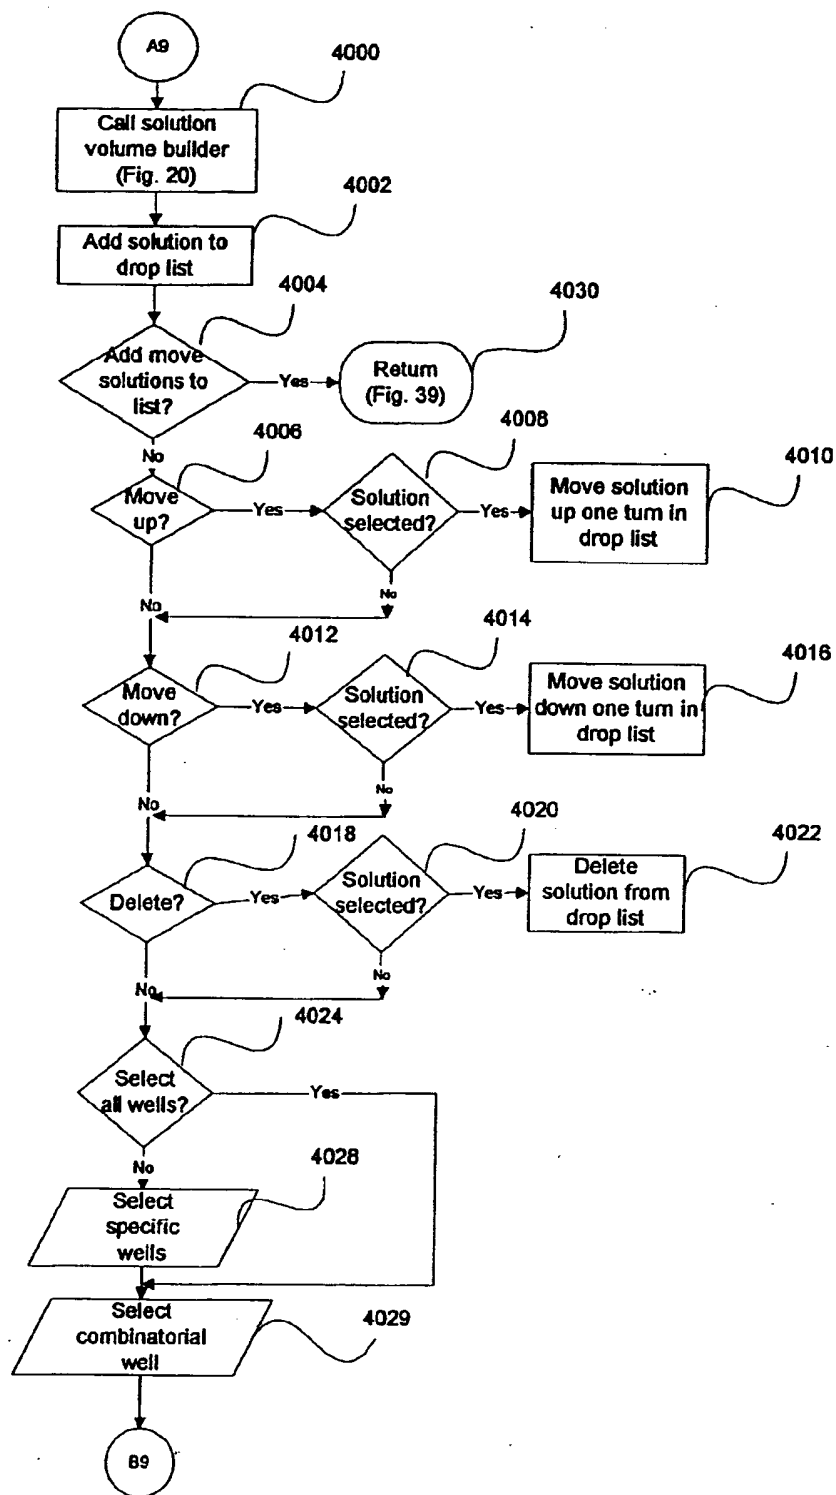 A9
4000
Call solution
volume builder
(Fig. 20)
4002
Add solution to
drop list
4004
Add move
solutions to
list?
Yes
4030
Return
(Fig. 39)
No
4006
Move
up?
Yes
4008
Solution
selected?
Yes
4010
Move solution
up one turn in
drop list
No
No
4012
Move
down?
Yes
4014
Solution
selected?
Yes
4016
Move solution
down one turn in
drop list
No
No
4018
Delete?
Yes
4020
Solution
selected?
Yes
4022
Delete
solution from
drop list
No
No
4024
Select
all wells?
Yes
No
4028
Select
specific
wells
Select
combinatorial
well
4029
B9